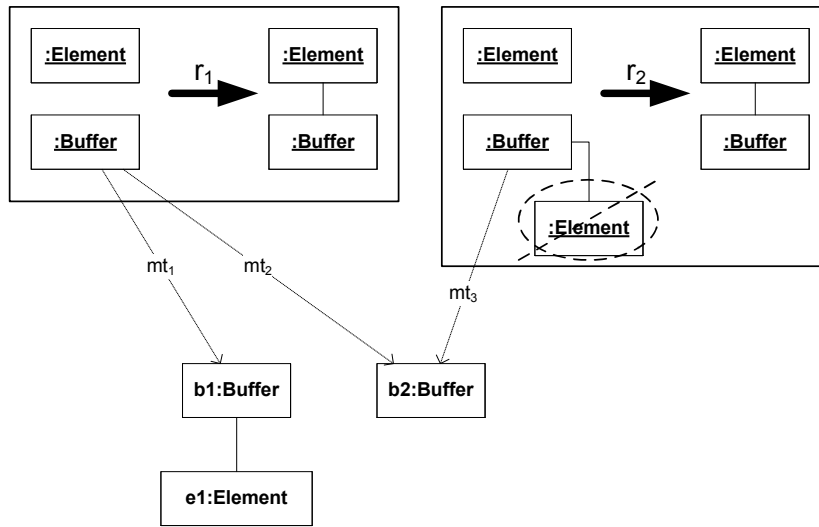 :Element
r1
:Element
:Buffer
:Buffer
:Element
r2
:Element
:Buffer
:Buffer
:Element
mt1
mt2
mt3
b1:Buffer
b2:Buffer
e1:Element